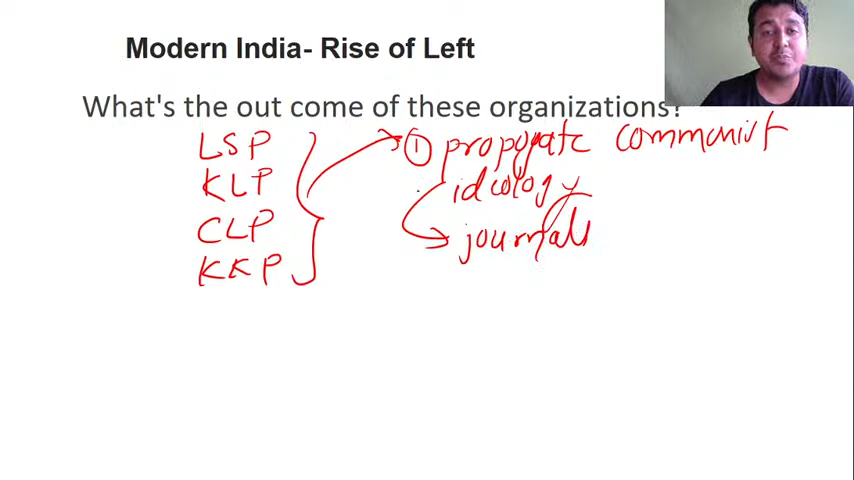 Modern India- Rise of Left
What's the out come of these organizations?
LSP
KLP
CLP
KKP
① propagate communist
ideology
journals